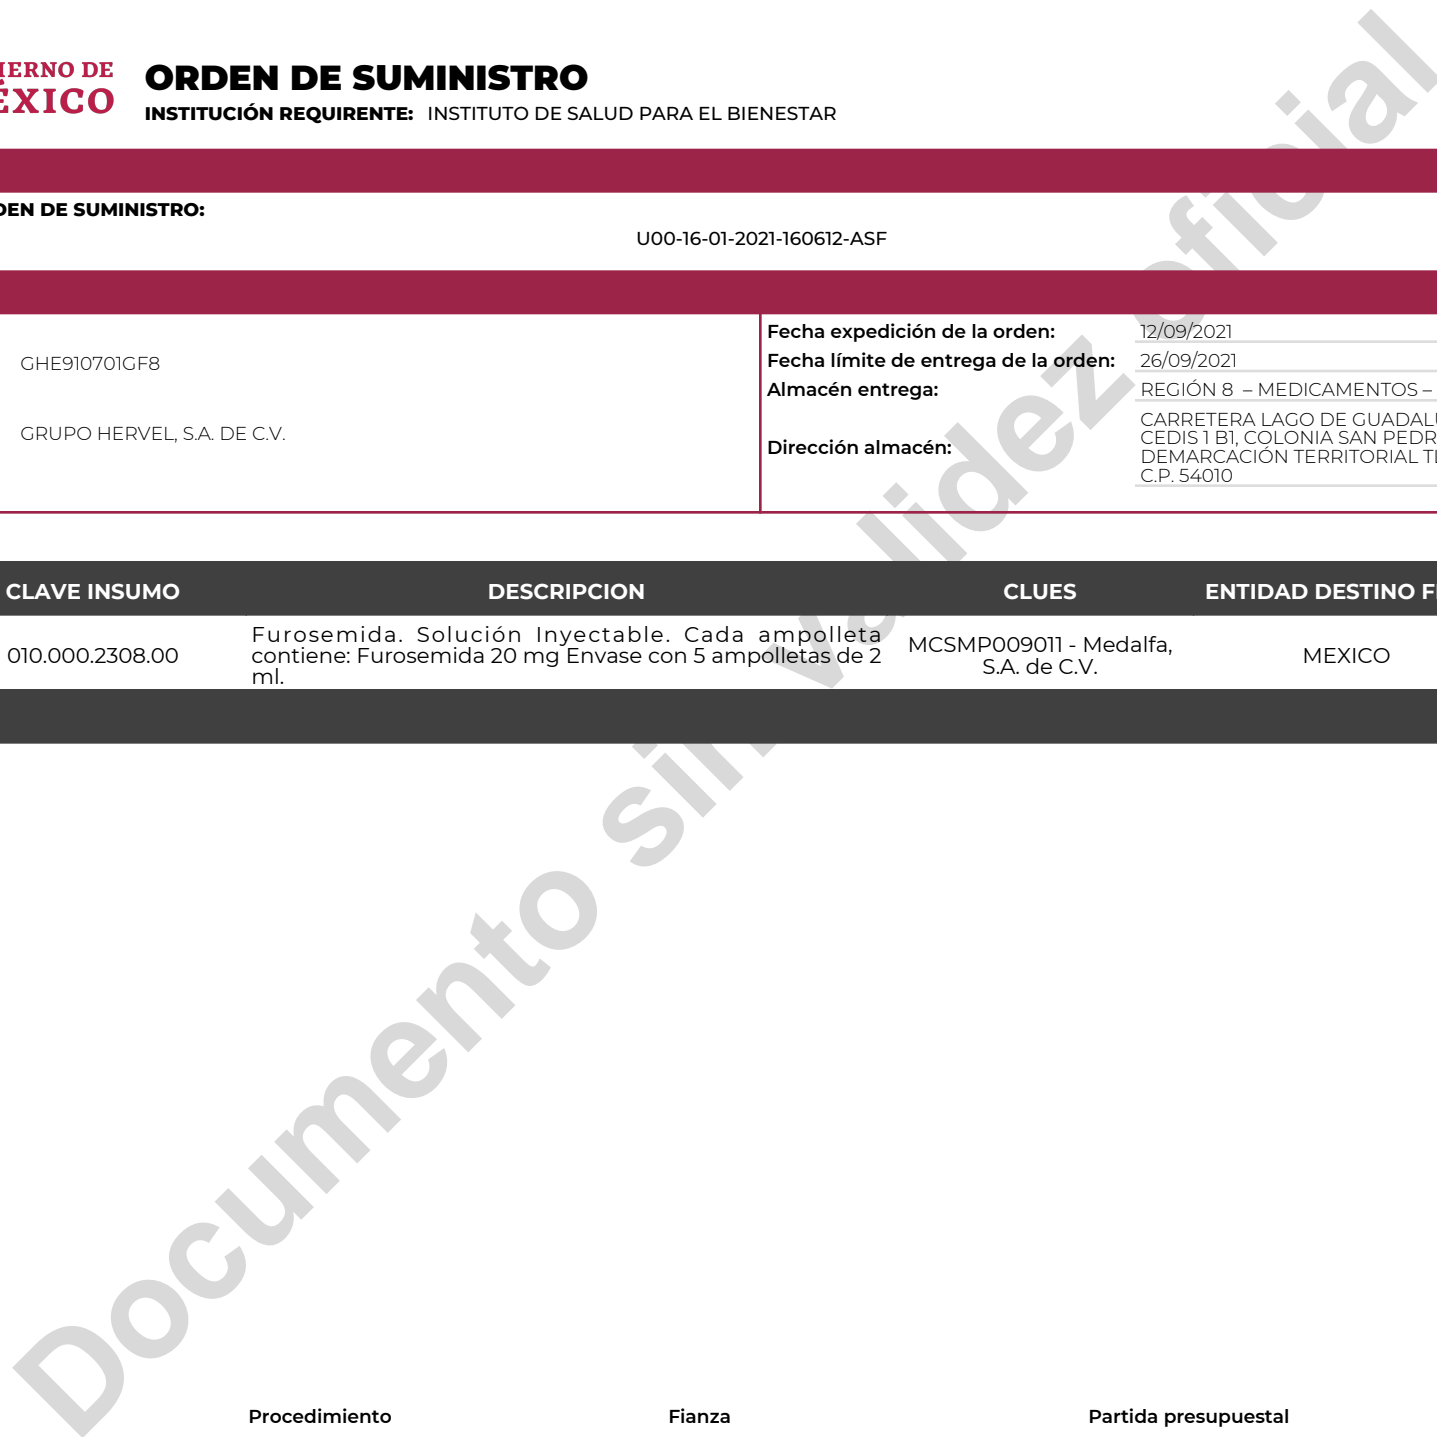 IERNO DE
ÉXICO
ORDEN DE SUMINISTRO
INSTITUCIÓN REQUIRENTE: INSTITUTO DE SALUD PARA EL BIENESTAR
DEN DE SUMINISTRO:
U00-16-01-2021-160612-ASF
GHE910701GF8
GRUPO HERVEL, S.A. DE C.V.
Fecha expedición de la orden: 12/09/2021
Fecha límite de entrega de la orden: 26/09/2021
Almacén entrega: REGIÓN 8 – MEDICAMENTOS –
Dirección almacén:
CARRETERA LAGO DE GUADALU
CEDIS 1 B1, COLONIA SAN PEDR
DEMARCACIÓN TERRITORIAL TL
C.P. 54010
CLAVE INSUMO DESCRIPCION CLUES ENTIDAD DESTINO FI
010.000.2308.00
Furosemida. Solución Inyectable. Cada ampolleta
contiene: Furosemida 20 mg Envase con 5 ampolletas de 2
ml.
MCSMP009011 - Medalfa,
S.A. de C.V.
MEXICO
Documento sin validez oficial
Procedimiento Fianza Partida presupuestal